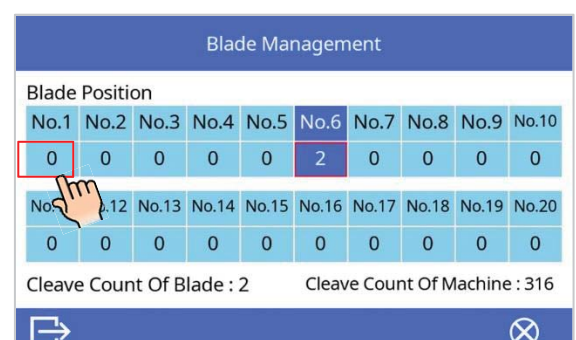 Blade Management
Blade Position
No.1 No.2 No.3 No.4 No.5 No.6 No.7 No.8 No.9 No.10
0 0 0 0 0 2 0 0 0 0
No. .12 No.13 No.14 No.15 No.16 No.17 No.18 No.19 No.20
0 0 0 0 0 0 0 0 0 0
Cleave Count Of Blade : 2 Cleave Count Of Machine : 316